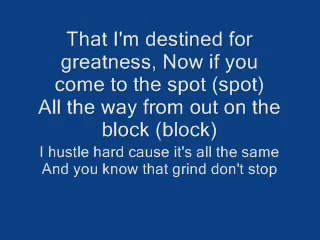 That I'm destined for
greatness, Now if you
come to the spot (spot)
All the way from out on the
block (block)
I hustle hard cause it's all the same
And you know that grind don't stop